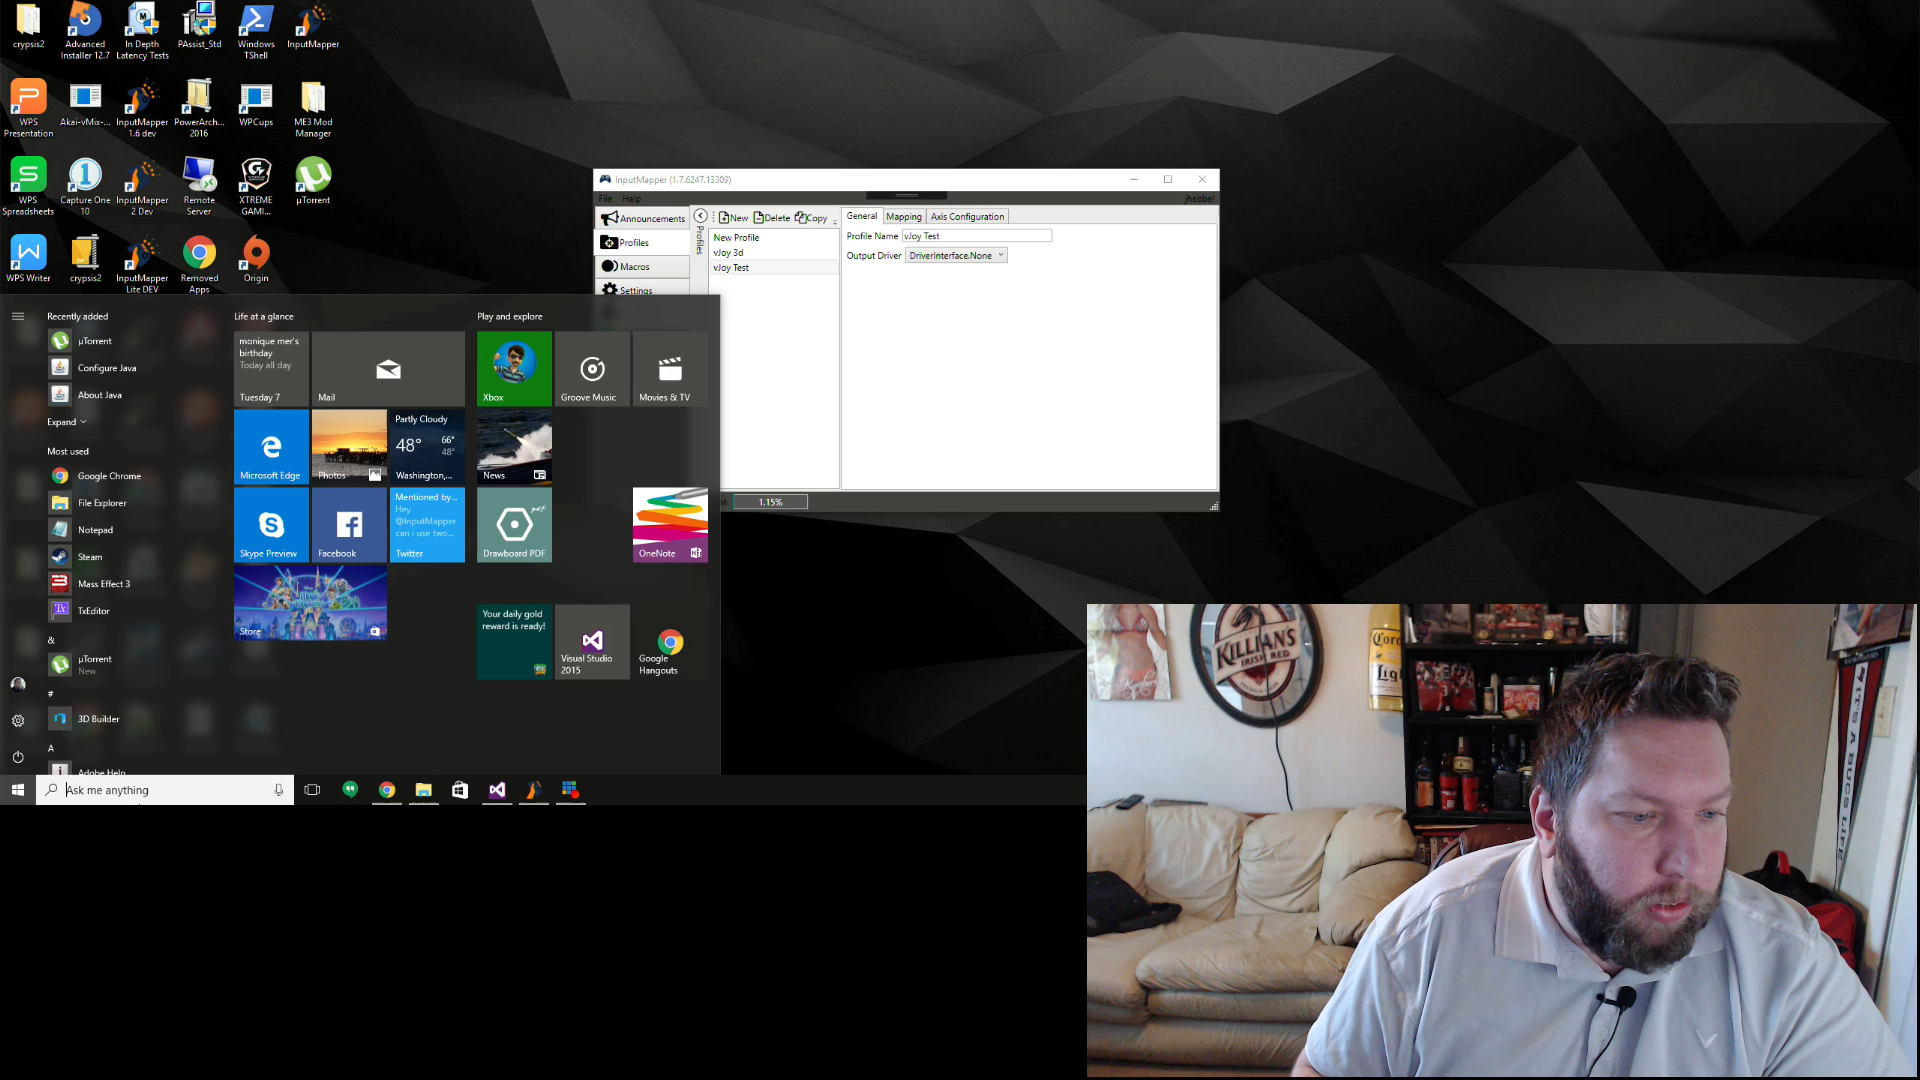 crypsis2
Advanced
Installer 12.7
In Depth
Latency Tests
PAssist_Std
Windows
TShell
InputMapper
WPS
Presentation
Akai-vMix-...
InputMapper
1.6 dev
PowerArch...
2016
WPCups
ME3 Mod
Manager
WPS
Spreadsheets
Capture One
10
InputMapper
2 Dev
Remote
Server
XTREME
GAMI...
µTorrent
WPS Writer
crypsis2
InputMapper
Lite DEV
Removed
Apps
Origin
InputMapper (1.7.6247.13309)
File Help
jhebbel
Announcements
Profiles
Macros
Settings
Profiles
New Delete Copy
New Profile
vJoy 3d
vJoy Test
General Mapping Axis Configuration
Profile Name vJoy Test
Output Driver DriverInterface.None
1.15%
Recently added
µTorrent
Configure Java
About Java
Expand
Most used
Google Chrome
File Explorer
Notepad
Steam
Mass Effect 3
TxEditor
&
µTorrent
New
#
3D Builder
A
Adobe Help
Life at a glance
monique mer's
birthday
Today all day
Tuesday 7
Mail
Microsoft Edge
Photos
Partly Cloudy
48° 66°
48°
Washington,...
Skype Preview
Facebook
Mentioned by...
Hey
@InputMapper
can i use two...
Twitter
Store
Play and explore
Xbox
Groove Music
Movies & TV
News
Drawboard PDF
OneNote
Your daily gold
reward is ready!
Visual Studio
2015
Google
Hangouts
Ask me anything
KILLIAN'S
IRISH RED
IT'S A BUCS LIFE